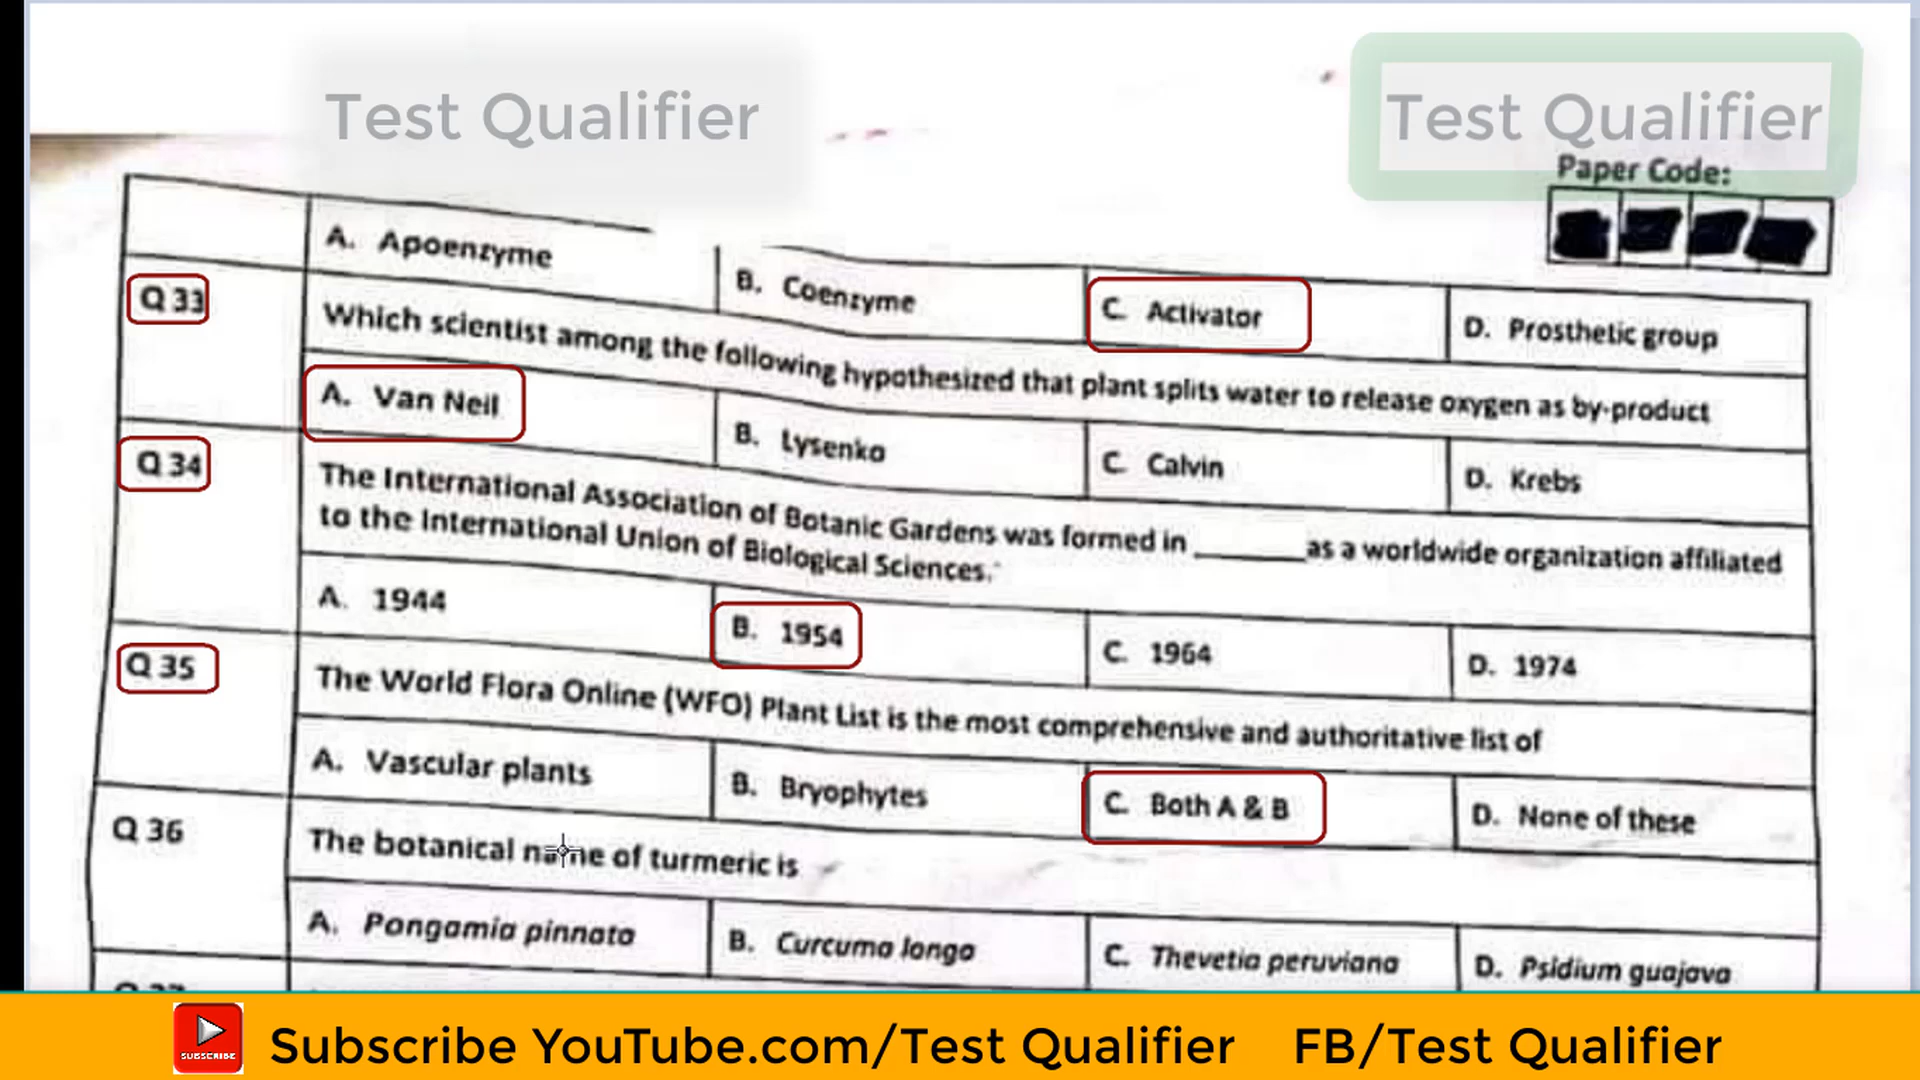 Test Qualifier
Test Qualifier
Paper Code:
A. Apoenzyme
B. Coenzyme
C. Activator
D. Prosthetic group
Q 33
Which scientist among the following hypothesized that plant splits water to release oxygen as by-product
A. Van Neil
B. Lysenko
C. Calvin
D. Krebs
Q 34
The International Association of Botanic Gardens was formed in ______ as a worldwide organization affiliated
to the International Union of Biological Sciences.
A. 1944
B. 1954
C. 1964
D. 1974
Q 35
The World Flora Online (WFO) Plant List is the most comprehensive and authoritative list of
A. Vascular plants
B. Bryophytes
C. Both A & B
D. None of these
Q 36
The botanical name of turmeric is
A. Pongamia pinnata
B. Curcuma longa
C. Thevetia peruviana
D. Psidium guajava
SUBSCRIBE
Subscribe YouTube.com/Test Qualifier FB/Test Qualifier